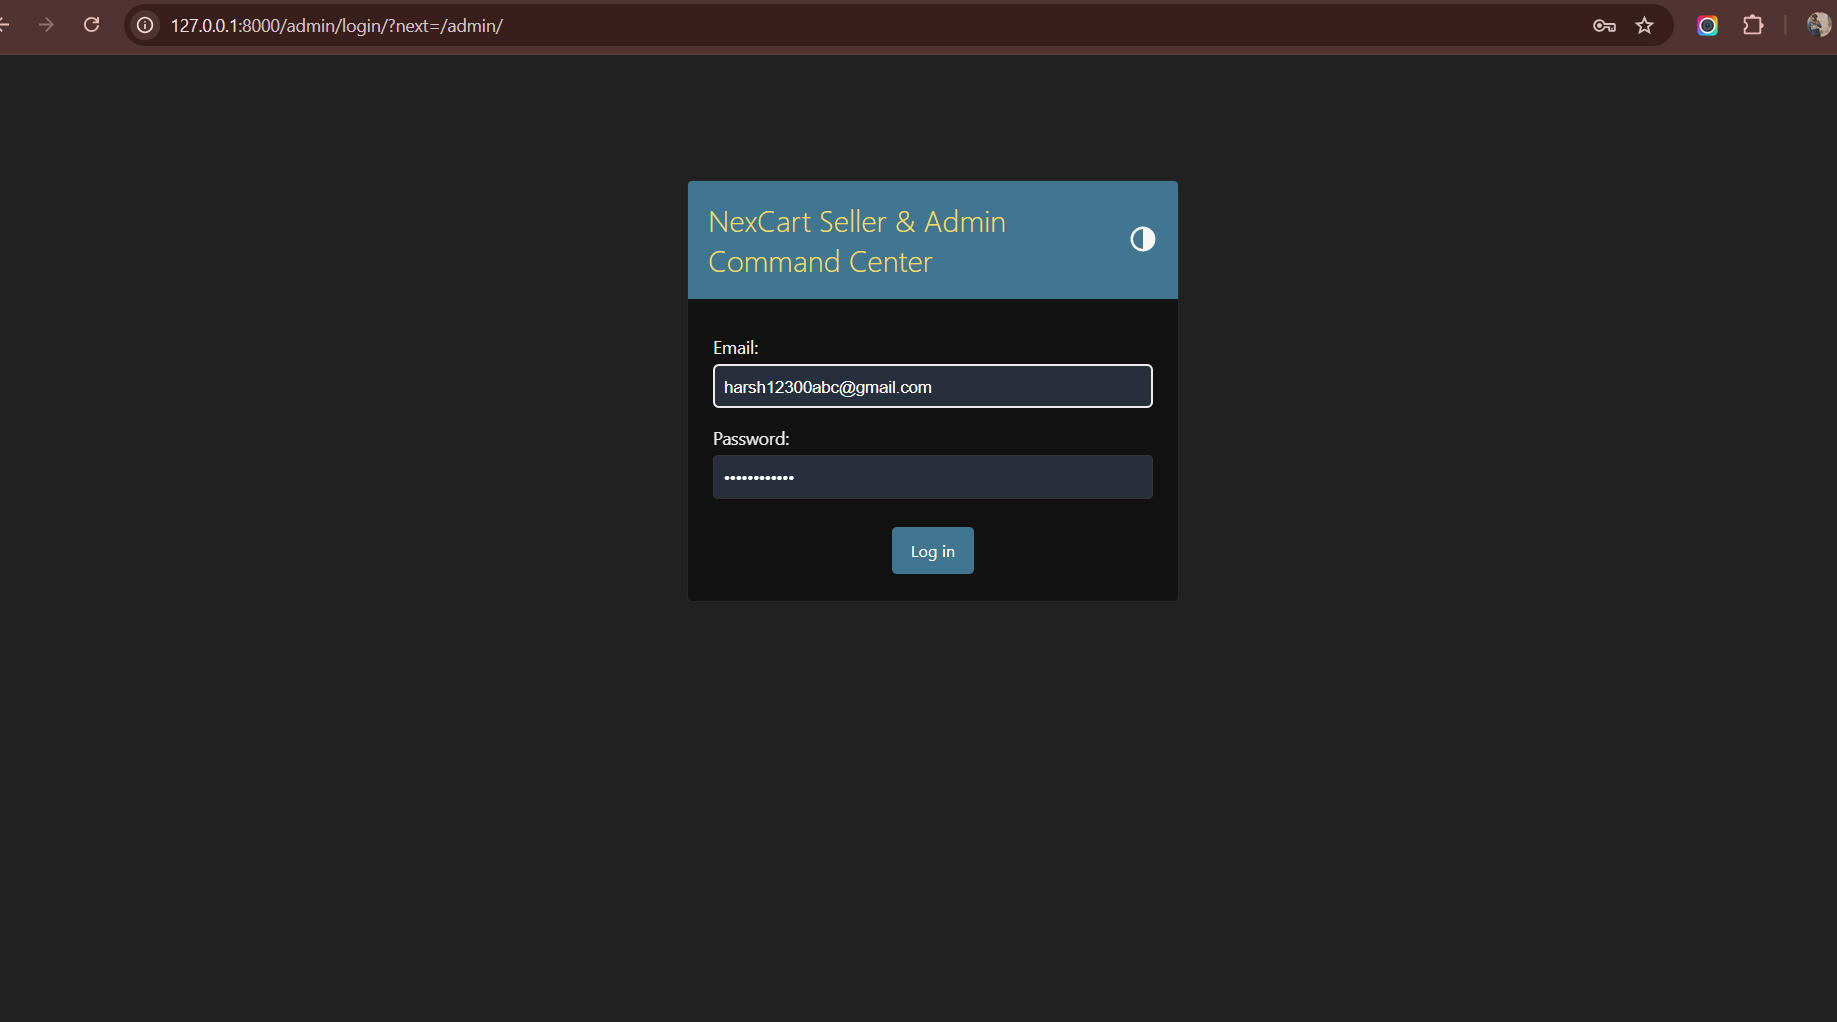 127.0.0.1:8000/admin/login/?next=/admin/
NexCart Seller & Admin
Command Center
Email:
harsh12300abc@gmail.com
Password:
••••••••••••
Log in